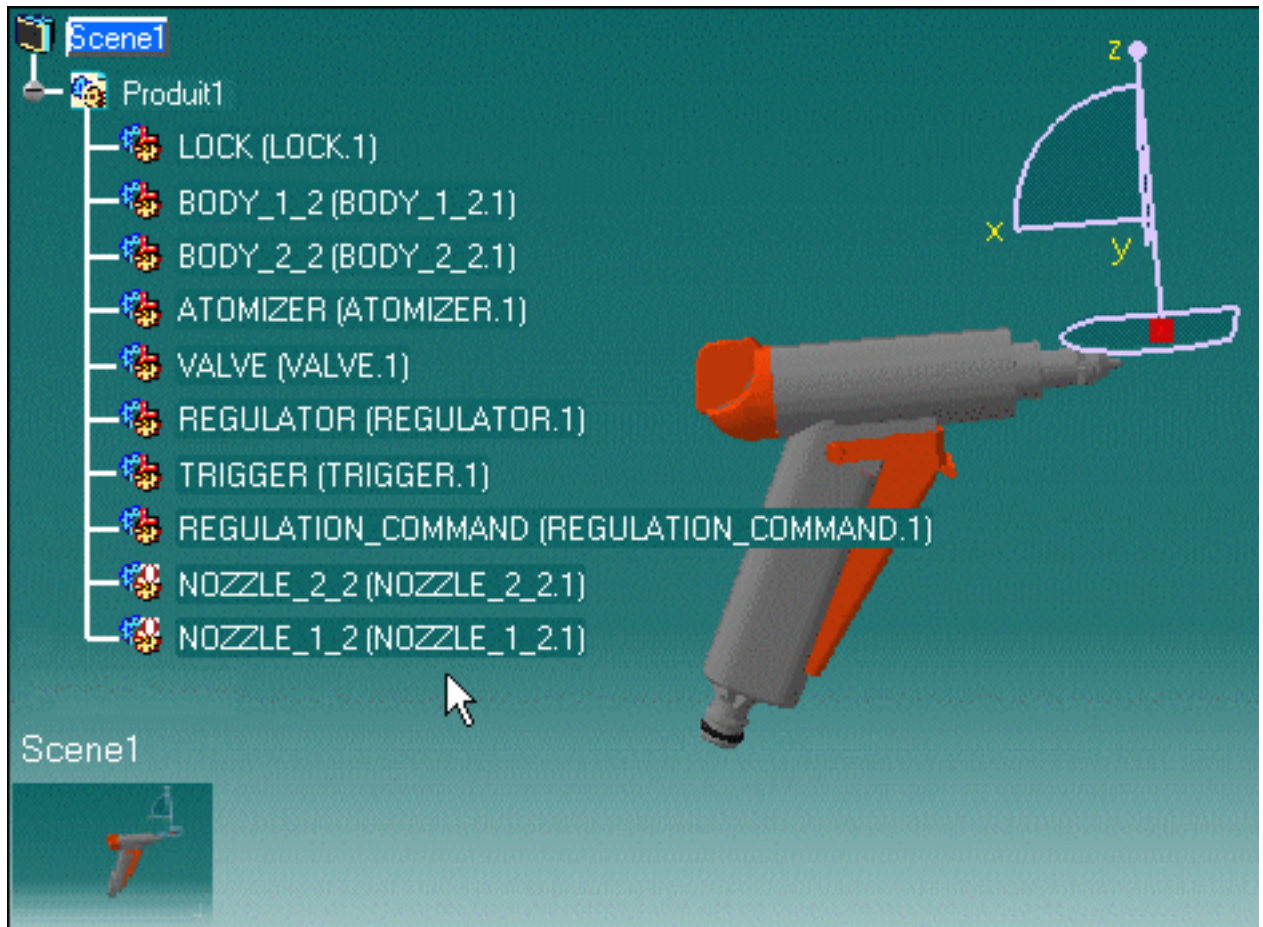 Scene1
Produit1
LOCK (LOCK.1)
BODY_1_2 (BODY_1_2.1)
BODY_2_2 (BODY_2_2.1)
ATOMIZER (ATOMIZER.1)
VALVE (VALVE.1)
REGULATOR (REGULATOR.1)
TRIGGER (TRIGGER.1)
REGULATION_COMMAND (REGULATION_COMMAND.1)
NOZZLE_2_2 (NOZZLE_2_2.1)
NOZZLE_1_2 (NOZZLE_1_2.1)
z
x
y
Scene1